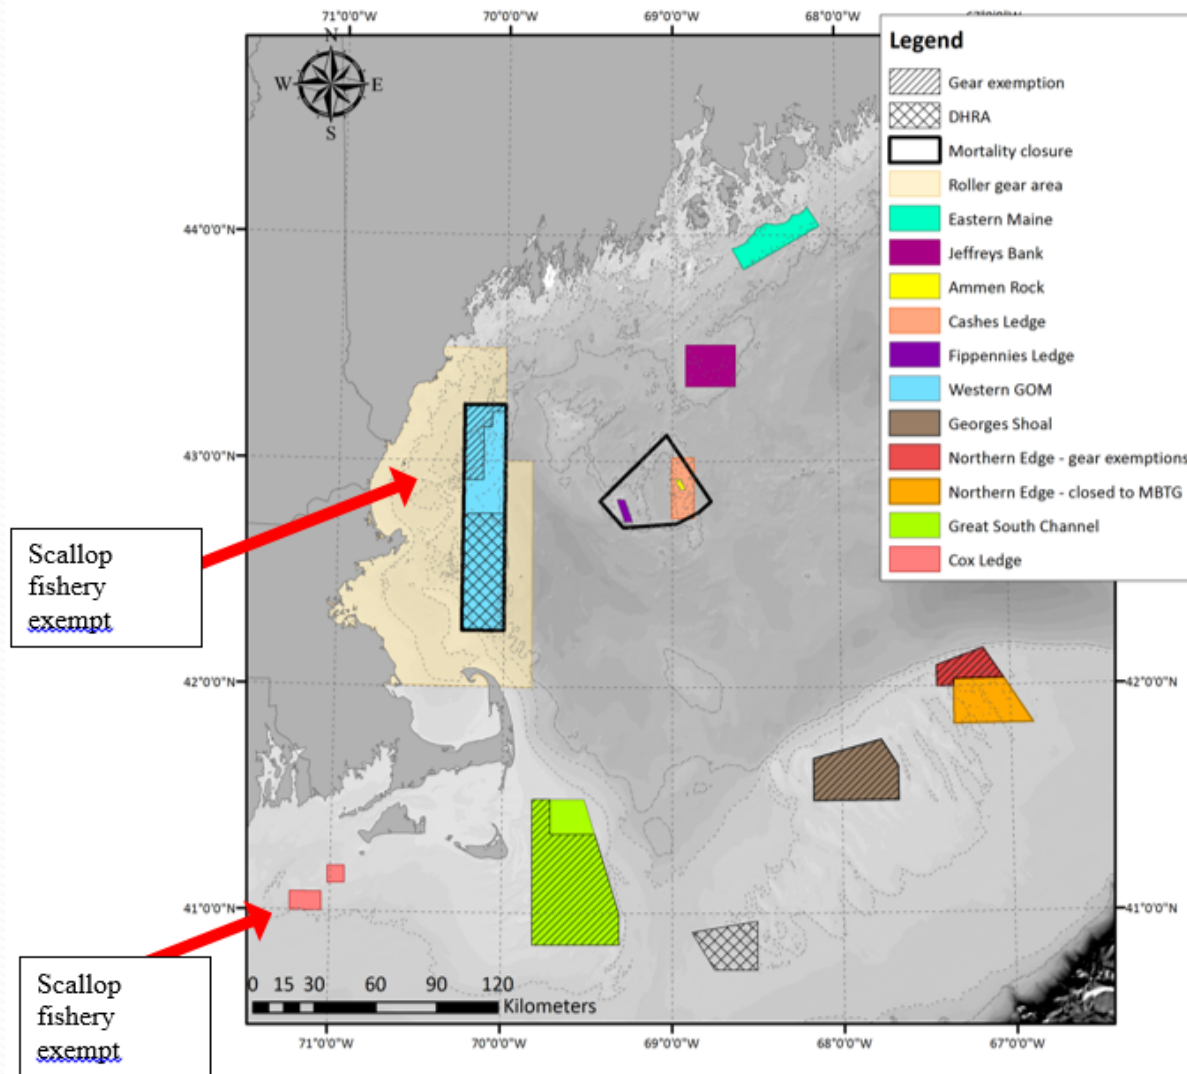 71°0'0"W 70°0'0"W 69°0'0"W 68°0'0"W
N
W E
S
Legend
Gear exemption
DHRA
Mortality closure
Roller gear area
Eastern Maine
Jeffreys Bank
Ammen Rock
Cashes Ledge
Fippennies Ledge
Western GOM
Georges Shoal
Northern Edge - gear exemptions
Northern Edge - closed to MBTG
Great South Channel
Cox Ledge
44°0'0"N
43°0'0"N
Scallop
fishery
exempt
42°0'0"N 42°0'0"N
41°0'0"N 41°0'0"N
Scallop
fishery
exempt
0 15 30 60 90 120
Kilometers
71°0'0"W 70°0'0"W 69°0'0"W 68°0'0"W 67°0'0"W